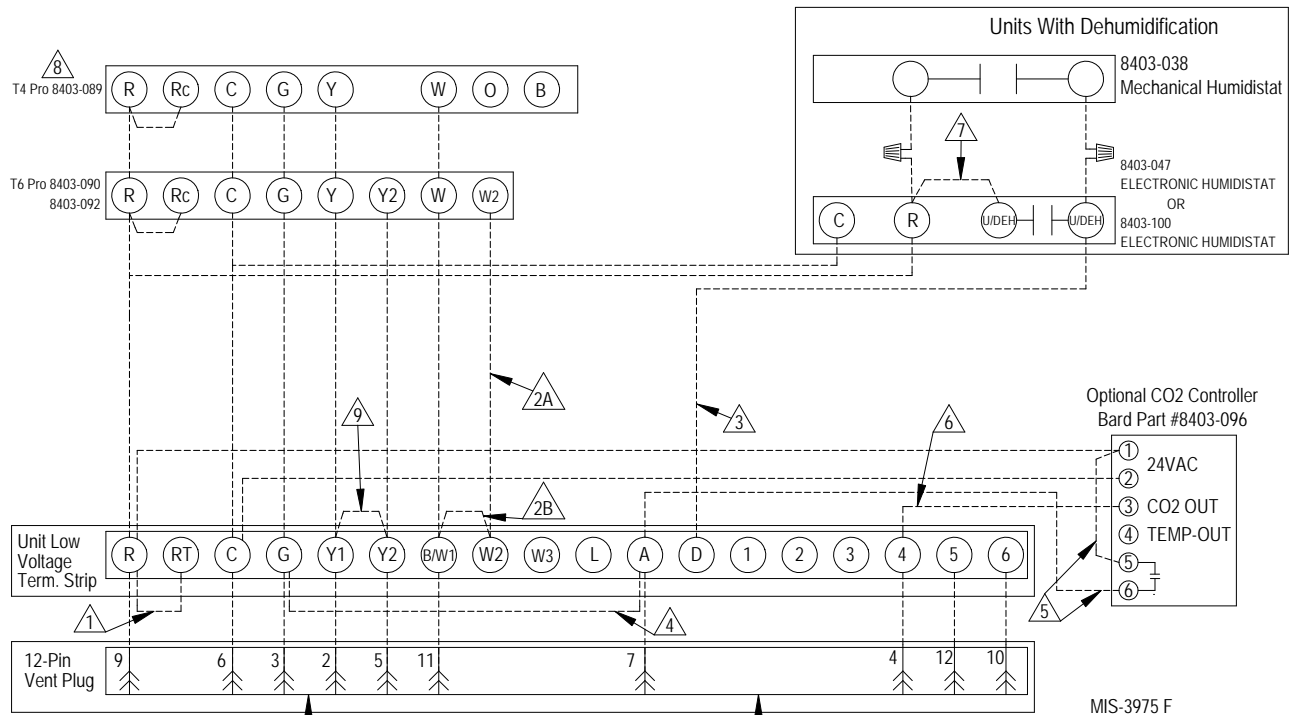 Units With Dehumidification
8403-038
Mechanical Humidistat
8
T4 Pro 8403-089
R Rc C G Y W O B
7
T6 Pro 8403-090
8403-092
R Rc C G Y Y2 W W2
8403-047
ELECTRONIC HUMIDISTAT
OR
8403-100
ELECTRONIC HUMIDISTAT
C R U/DEH U/DEH
2A
9
3
6
Optional CO2 Controller
Bard Part #8403-096
1
24VAC
2
3 CO2 OUT
4 TEMP-OUT
5
6
2B
5
Unit Low
Voltage
Term. Strip
R RT C G Y1 Y2 B/W1 W2 W3 L A D 1 2 3 4 5 6
1
4
12-Pin
Vent Plug
9 6 3 2 5 11 7 4 12 10
MIS-3975 F